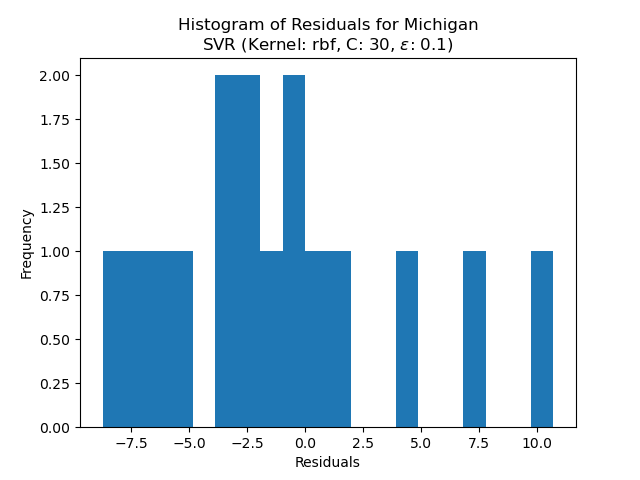 Histogram of Residuals for Michigan
SVR (Kernel: rbf, C: 30, ε: 0.1)
2.00
1.75
1.50
1.25
1.00
0.75
0.50
0.25
0.00
Frequency
−7.5 −5.0 −2.5 0.0 2.5 5.0 7.5 10.0
Residuals